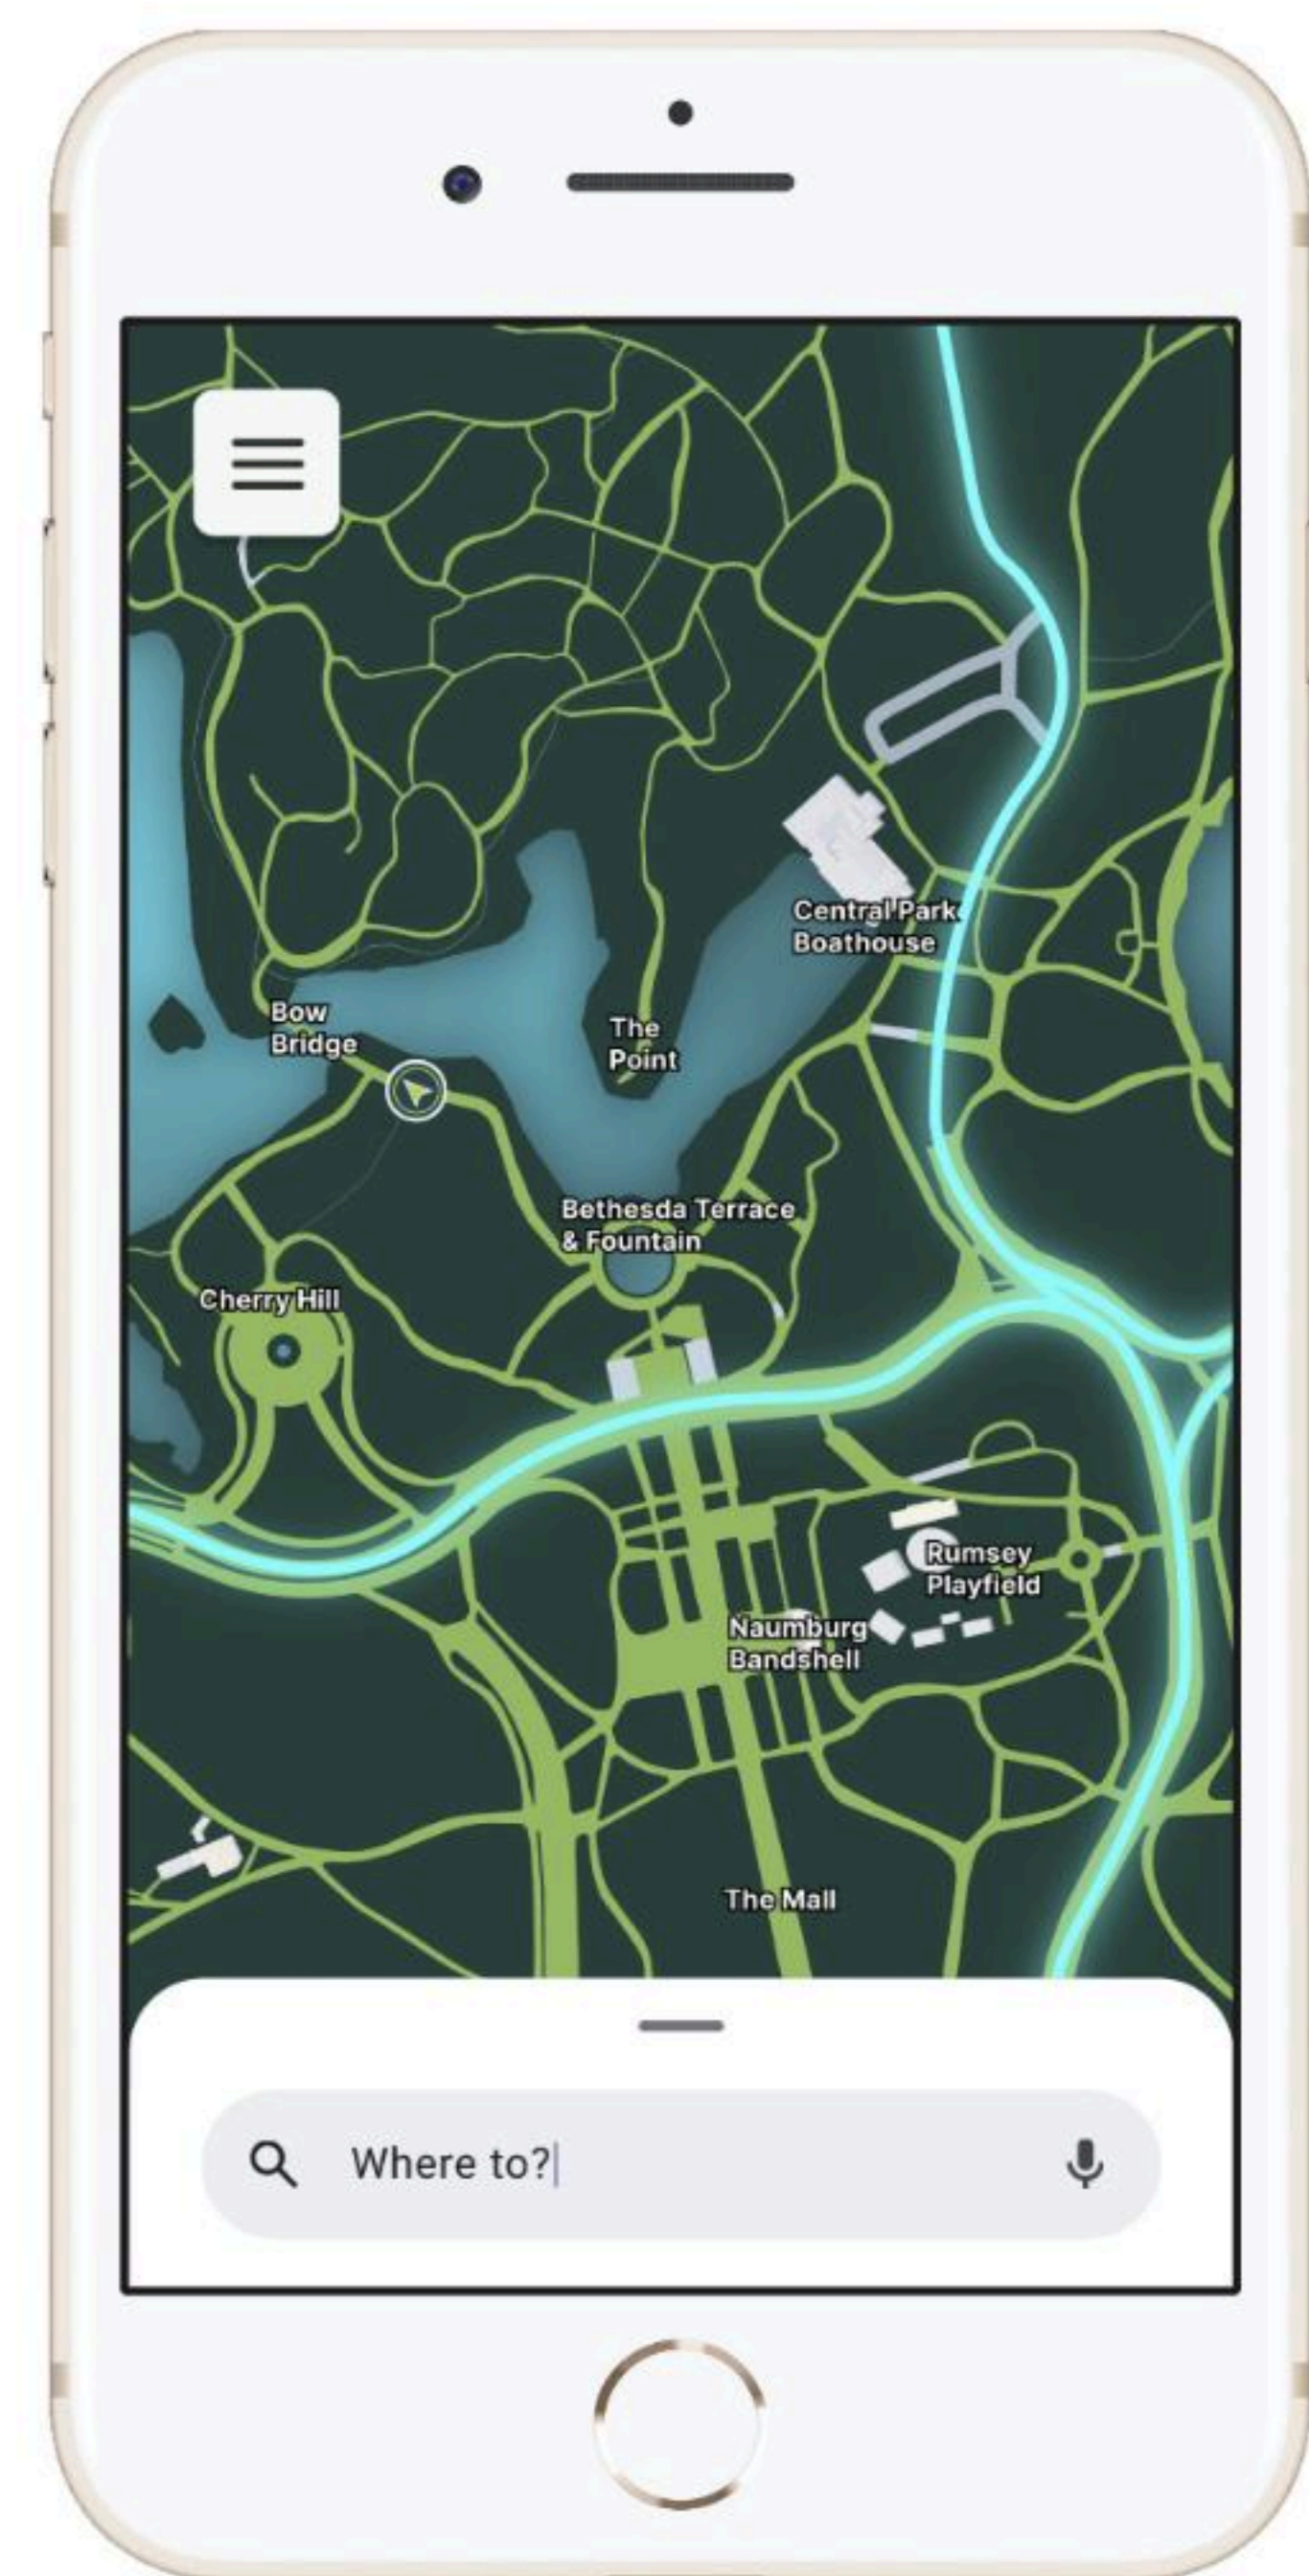 Central Park
Boathouse
Bow
Bridge
The
Point
Bethesda Terrace
& Fountain
Cherry Hill
Rumsey
Playfield
Naumburg
Bandshell
The Mall
Where to?